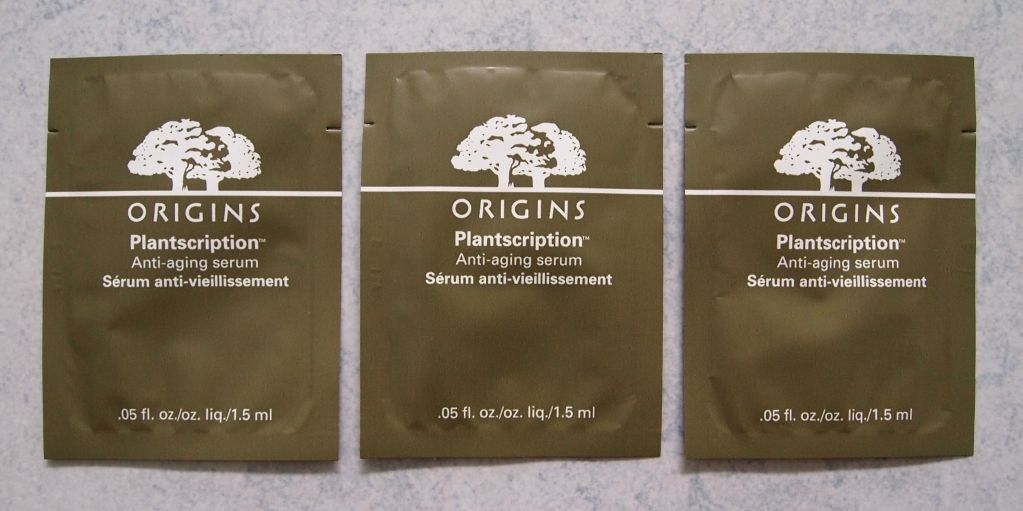 ORIGINS
Plantscription™
Anti-aging serum
Sérum anti-vieillissement
.05 fl. oz./oz. liq./1.5 ml
ORIGINS
Plantscription™
Anti-aging serum
Sérum anti-vieillissement
.05 fl. oz./oz. liq./1.5 ml
ORIGINS
Plantscription™
Anti-aging serum
Sérum anti-vieillissement
.05 fl. oz./oz. liq./1.5 ml